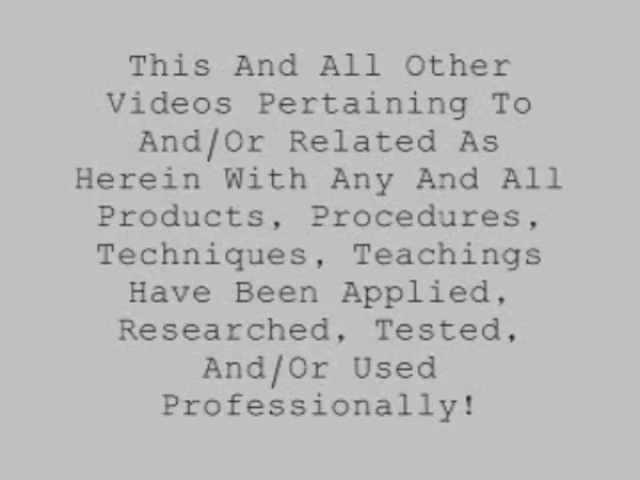 This And All Other
Videos Pertaining To
And/Or Related As
Herein With Any And All
Products, Procedures,
Techniques, Teachings
Have Been Applied,
Researched, Tested,
And/Or Used
Professionally!